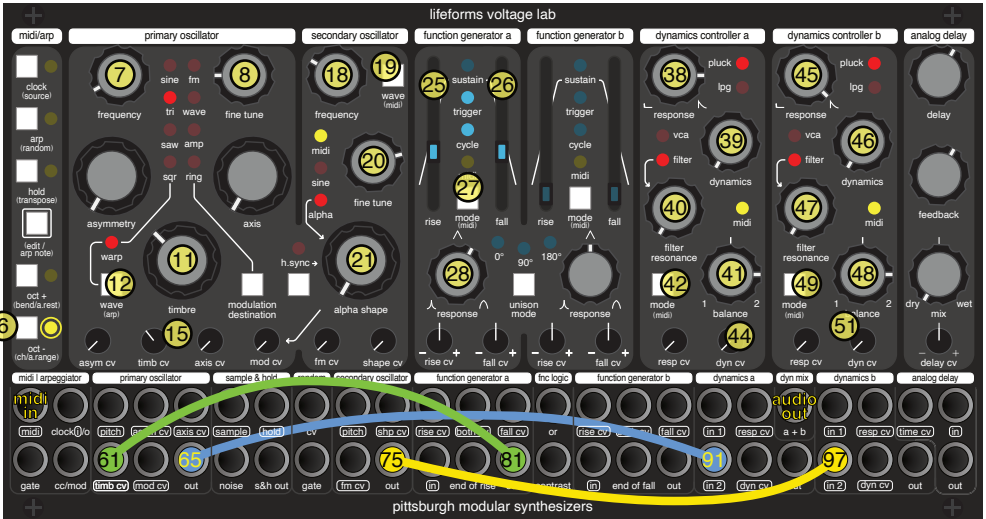 lifeforms voltage lab
midi/arp primary oscillator secondary oscillator function generator a function generator b dynamics controller a dynamics controller b analog delay
clock
(source)
arp
(random)
hold
(transpose)
(edit /
arp note)
oct +
(bend/a.rest)
6
oct -
(ch/a.range)
7 8
frequency fine tune
sine fm
tri wave
saw amp
sqr ring
asymmetry axis
warp
11
12
wave
(arp)
timbre
modulation
destination
15
asym cv timb cv axis cv mod cv
18 19
frequency
wave
(midi)
midi
20
sine
alpha
fine tune
h.sync
21
alpha shape
fm cv shape cv
25 26
sustain
trigger
cycle
27
rise mode fall
(midi)
28
0°
90°
180°
response
unison
mode
rise cv fall cv
sustain
trigger
cycle
midi
rise mode fall
(midi)
response
rise cv fall cv
38
pluck
lpg
response
vca
39
filter
dynamics
40
midi
filter
resonance
42 41
mode
(midi)
1 2
balance
44
resp cv dyn cv
45
pluck
lpg
response
vca
46
filter
dynamics
47
midi
filter
resonance
49 48
mode
(midi)
1 2
51
resp cv dyn cv
delay
feedback
dry wet
mix
- +
delay cv
midi I arpeggiator primary oscillator sample & hold secondary oscillator function generator a fnc logic function generator b dynamics a dyn mix dynamics b analog delay
midi
in
audio
out
midi clock(i)/o pitch axis cv sample hold cv pitch shp cv rise cv fall cv or rise cv fall cv in 1 resp cv a + b in 1 resp cv time cv in
61 65 75 81 91 97
gate cc/mod timb cv mod cv out noise s&h out gate fm cv out in end of rise in end of fall out in 2 dyn cv in 2 dyn cv out out out
pittsburgh modular synthesizers